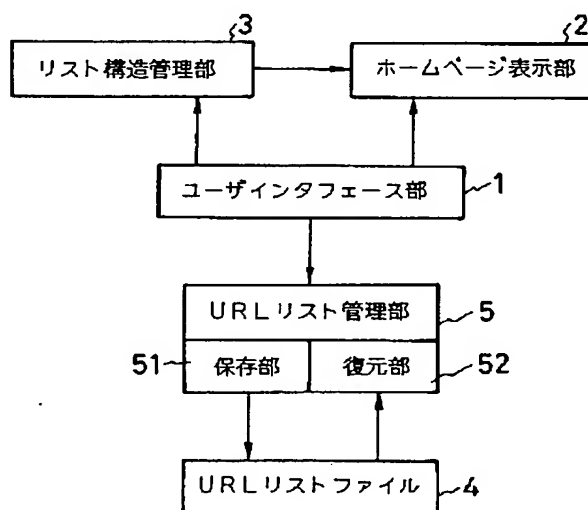 3
リスト構造管理部
2
ホームページ表示部
ユーザインタフェース部
1
URLリスト管理部
5
51
保存部
復元部
52
URLリストファイル
4